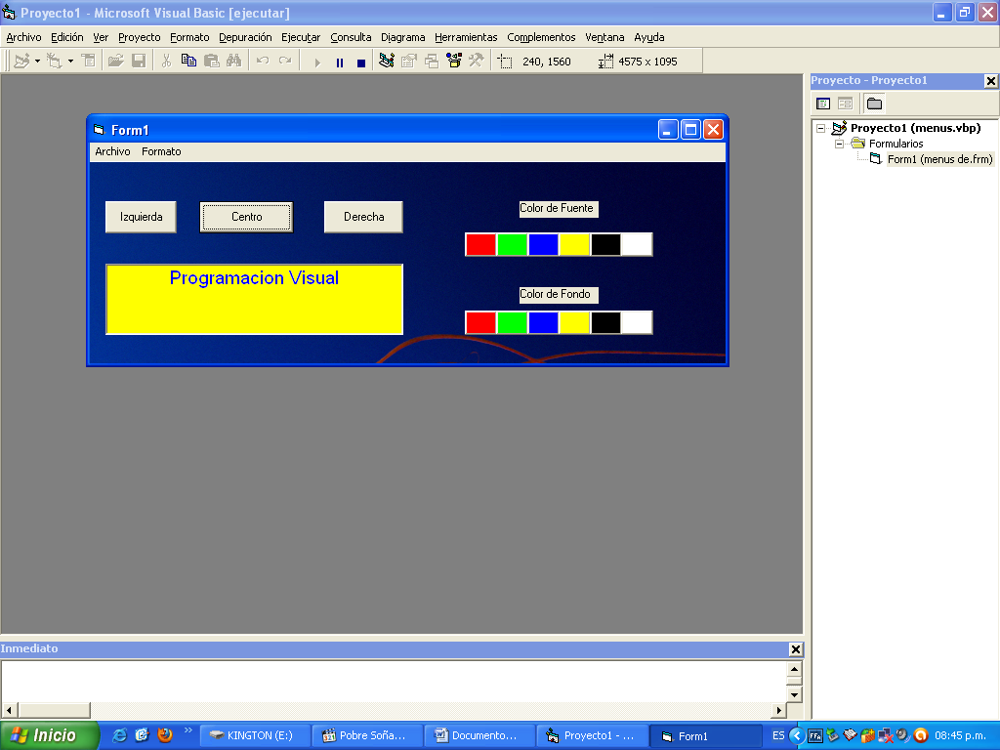 Proyecto1 - Microsoft Visual Basic [ejecutar]
Archivo Edición Ver Proyecto Formato Depuración Ejecutar Consulta Diagrama Herramientas Complementos Ventana Ayuda
240, 1560 4575 x 1095
Proyecto - Proyecto1
Proyecto1 (menus.vbp)
Formularios
Form1 (menus de.frm)
Form1
Archivo Formato
Izquierda Centro Derecha
Color de Fuente
Programacion Visual
Color de Fondo
Inmediato
Inicio
KINGTON (E:) Pobre Soña... Documento... Proyecto1 - ... Form1 ES FFA 08:45 p.m.